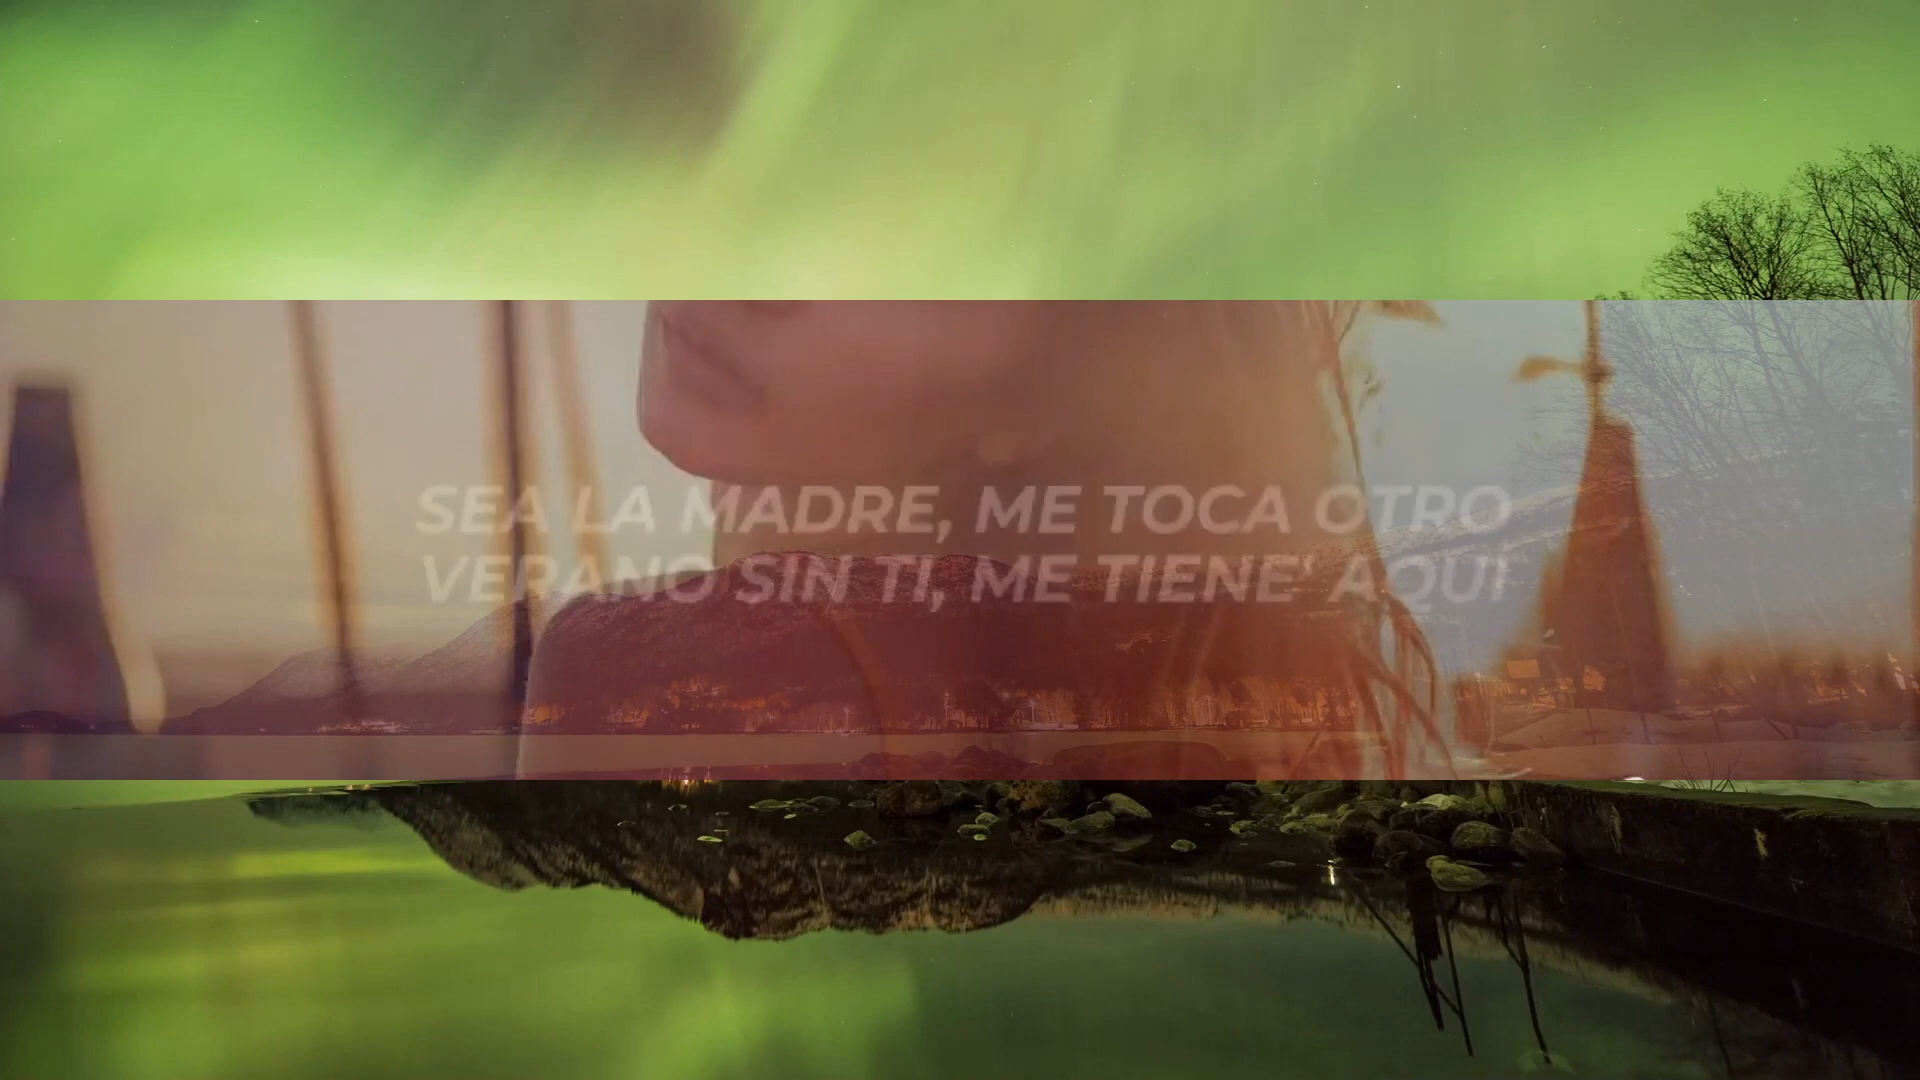 SEA LA MADRE, ME TOCA OTRO
VERANO SIN TI, ME TIENE' AQUÍ